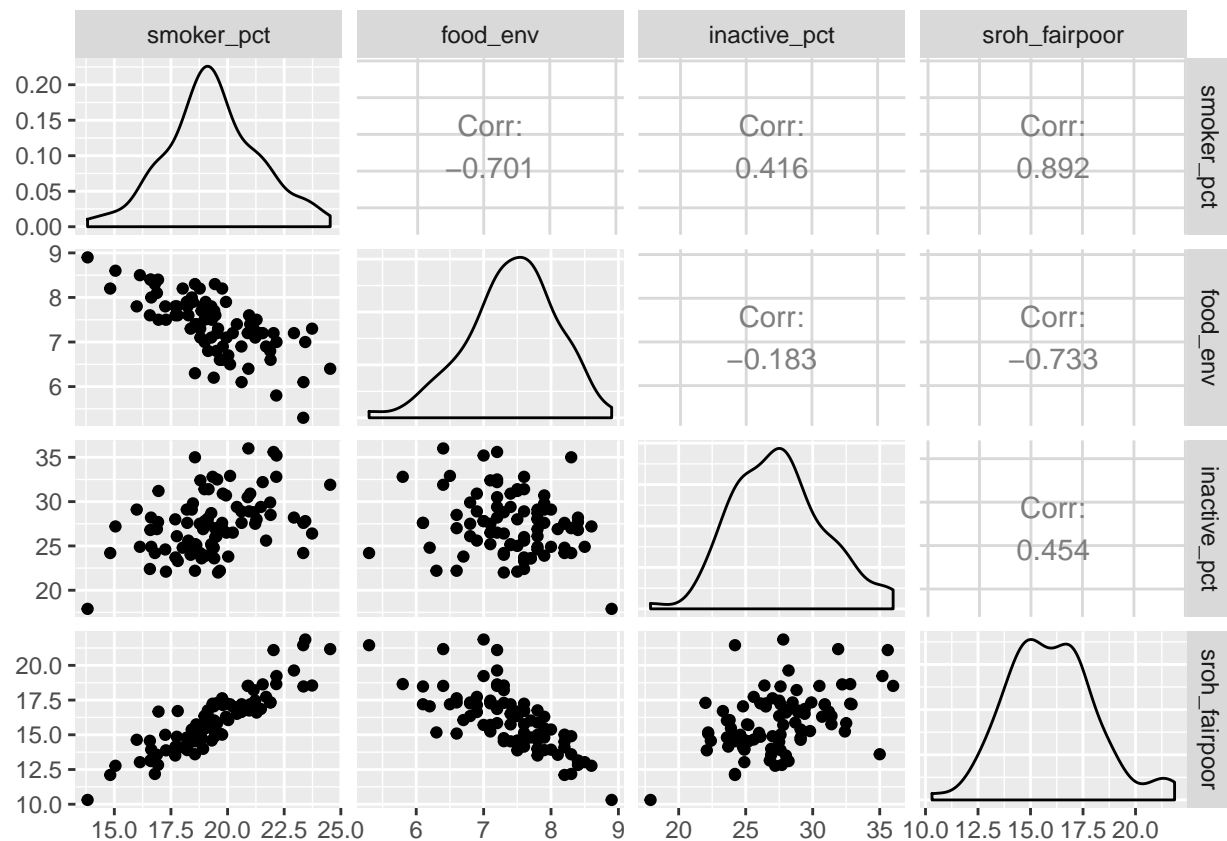 smoker_pct food_env inactive_pct sroh_fairpoor
0.20
0.15
0.10
0.05
0.00
Corr:
−0.701
Corr:
0.416
Corr:
0.892
smoker_pct
9
8
7
6
Corr:
−0.183
Corr:
−0.733
food_env
35
30
25
20
Corr:
0.454
inactive_pct
20.0
17.5
15.0
12.5
10.0
sroh_fairpoor
15.0 17.5 20.0 22.5 25.0 6 7 8 9 20 25 30 35 10.0 12.5 15.0 17.5 20.0